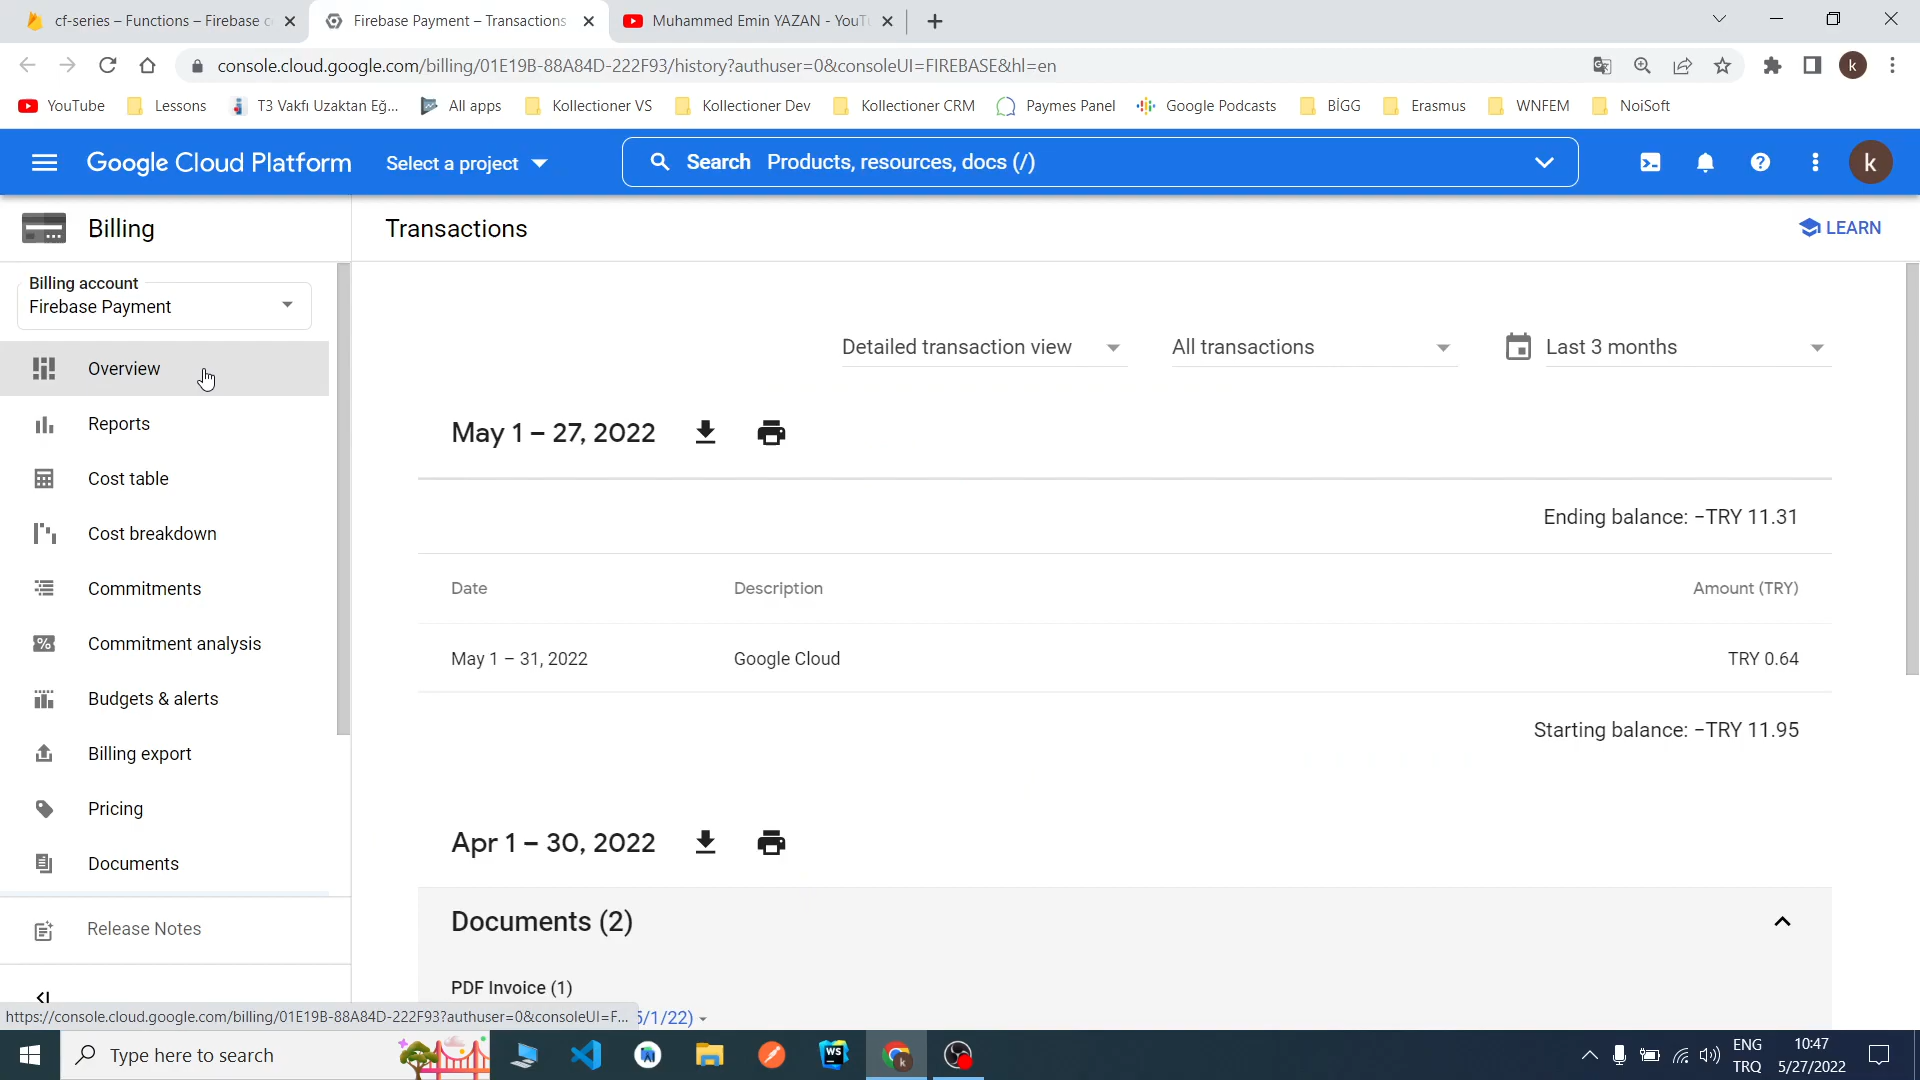 cf-series – Functions – Firebase c
Firebase Payment – Transactions
Muhammed Emin YAZAN - YouTu
console.cloud.google.com/billing/01E19B-88A84D-222F93/history?authuser=0&consoleUI=FIREBASE&hl=en
k
YouTube
Lessons
T3 Vakfı Uzaktan Eğ...
All apps
Kollectioner VS
Kollectioner Dev
Kollectioner CRM
Paymes Panel
Google Podcasts
BİGG
Erasmus
WNFEM
NoiSoft
Google Cloud Platform
Select a project
Search Products, resources, docs (/)
k
Billing
Transactions
LEARN
Billing account
Firebase Payment
Overview
Reports
Cost table
Cost breakdown
Commitments
Commitment analysis
Budgets & alerts
Billing export
Pricing
Documents
Release Notes
Detailed transaction view
All transactions
Last 3 months
May 1 – 27, 2022
Ending balance: −TRY 11.31
Date
Description
Amount (TRY)
May 1 – 31, 2022
Google Cloud
TRY 0.64
Starting balance: −TRY 11.95
Apr 1 – 30, 2022
Documents (2)
PDF Invoice (1)
5/1/22)
https://console.cloud.google.com/billing/01E19B-88A84D-222F93?authuser=0&consoleUI=F...
Type here to search
WS
k
ENG
TRQ
10:47
5/27/2022